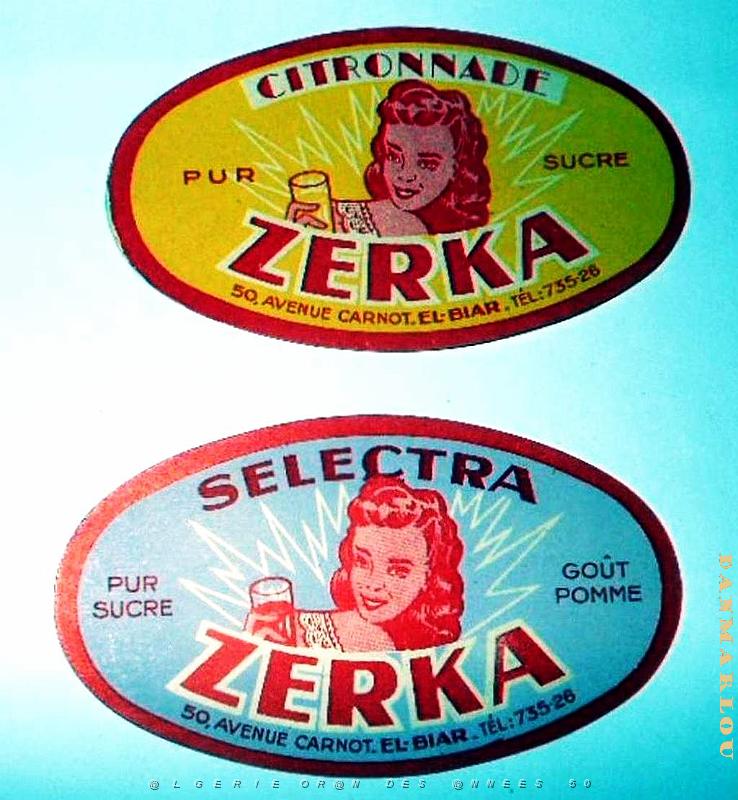 CITRONNADE
PUR
SUCRE
ZERKA
50, AVENUE CARNOT. EL-BIAR. TÉL: 735-26
SELECTRA
PUR
SUCRE
GOÛT
POMME
ZERKA
50, AVENUE CARNOT. EL-BIAR. TÉL: 735-26
@LGERIE OR@N DES @NNEES 50
DAXMARLOU